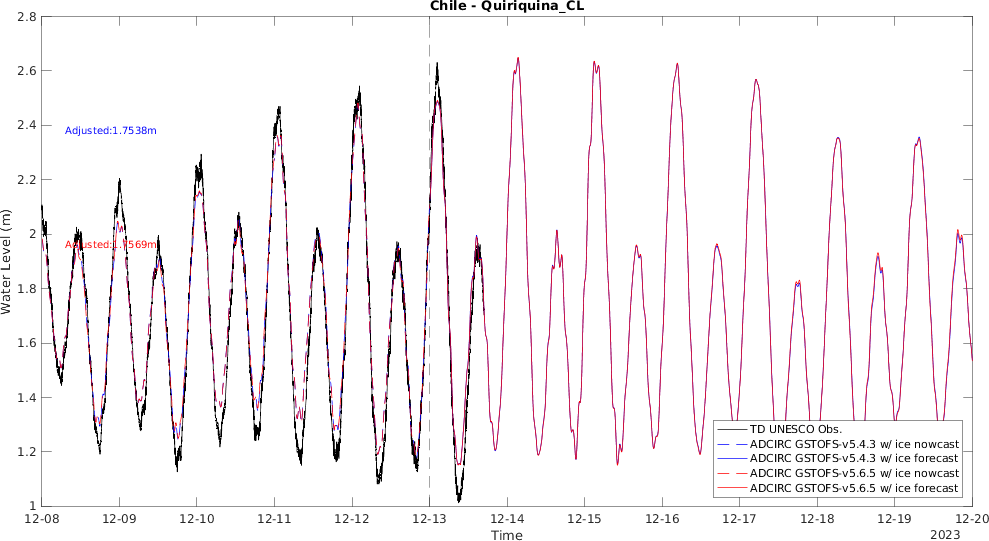 Chile - Quiriquina_CL
2.8
2.6
2.4
2.2
2
1.8
1.6
1.4
1.2
1
Water Level (m)
Adjusted:1.7538m
Adjusted:1.7569m
TD UNESCO Obs.
ADCIRC GSTOFS-v5.4.3 w/ ice nowcast
ADCIRC GSTOFS-v5.4.3 w/ ice forecast
ADCIRC GSTOFS-v5.6.5 w/ ice nowcast
ADCIRC GSTOFS-v5.6.5 w/ ice forecast
12-08 12-09 12-10 12-11 12-12 12-13 12-14 12-15 12-16 12-17 12-18 12-19 12-20
Time
2023